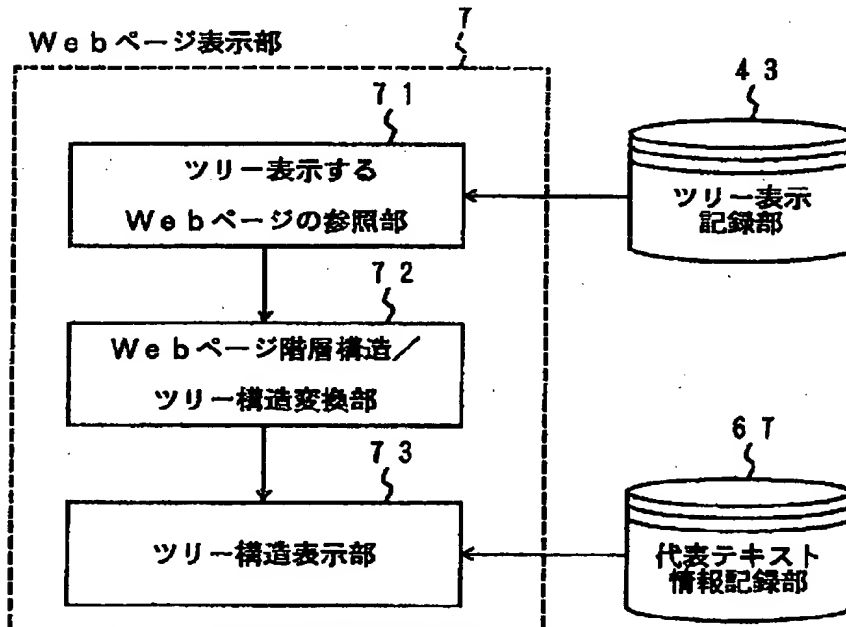 7
Webページ表示部
71
ツリー表示する
Webページの参照部
43
ツリー表示
記録部
72
Webページ階層構造／
ツリー構造変換部
73
ツリー構造表示部
67
代表テキスト
情報記録部